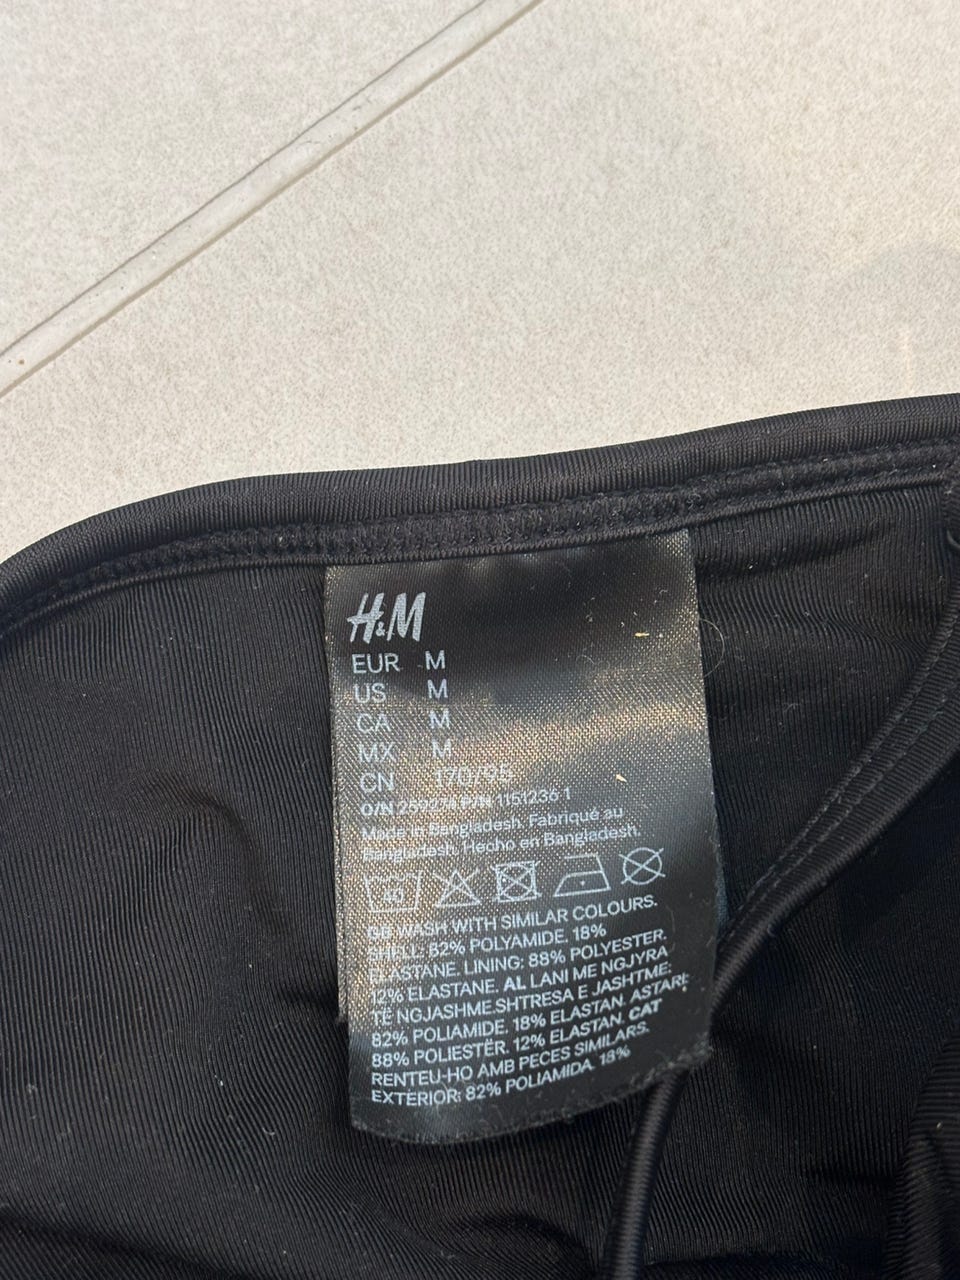 H&M
EUR M
US M
CA M
MX M
CN 170/95
O/N 259274 P/N 1151236-1
Made in Bangladesh. Fabriqué au
Bangladesh. Hecho en Bangladesh.
40
GB WASH WITH SIMILAR COLOURS.
SHELL: 82% POLYAMIDE. 18%
ELASTANE. LINING: 88% POLYESTER.
12% ELASTANE. AL LANI ME NGJYRA
TË NGJASHME.SHTRESA E JASHTME:
82% POLIAMIDE. 18% ELASTAN. ASTARI:
88% POLIESTËR. 12% ELASTAN. CAT
RENTEU-HO AMB PECES SIMILARS.
EXTERIOR: 82% POLIAMIDA. 18%